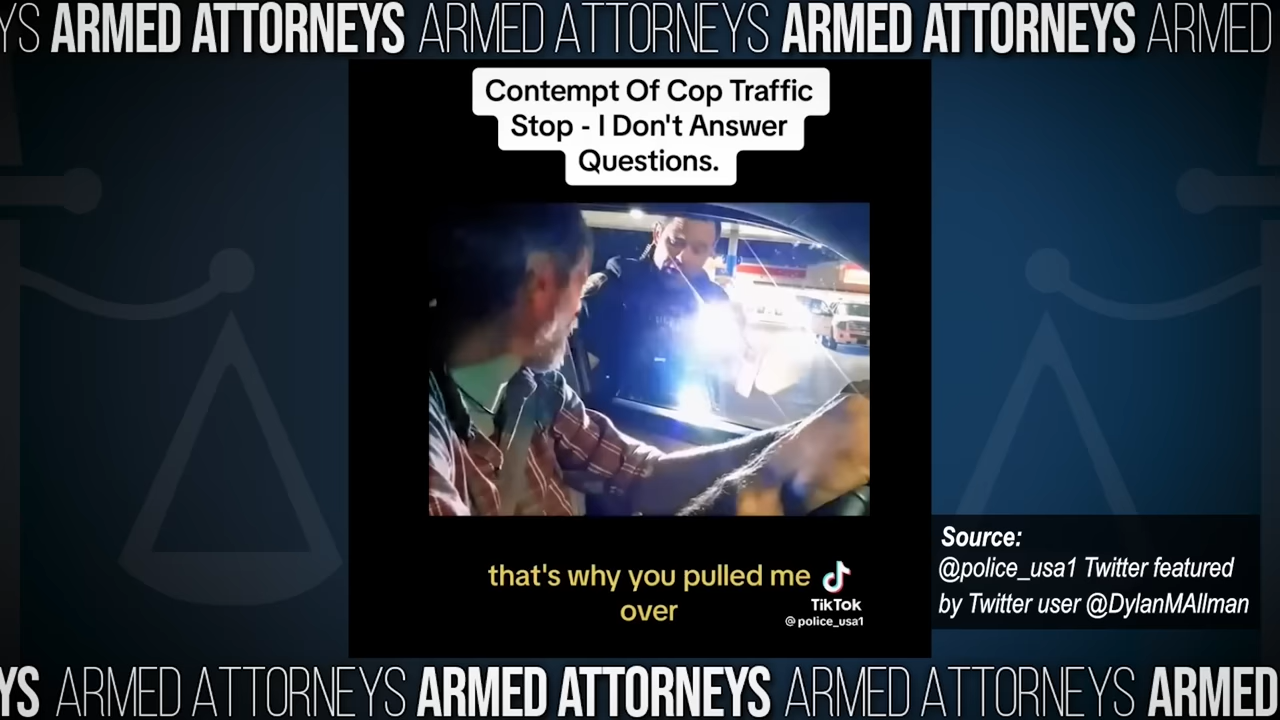 YS ARMED ATTORNEYS ARMED ATTORNEYS ARMED ATTORNEYS ARMED
Contempt Of Cop Traffic
Stop - I Don't Answer
Questions.
that's why you pulled me
over
TikTok
@police_usa1
Source:
@police_usa1 Twitter featured
by Twitter user @DylanMAllman
YS ARMED ATTORNEYS ARMED ATTORNEYS ARMED ATTORNEYS ARMED